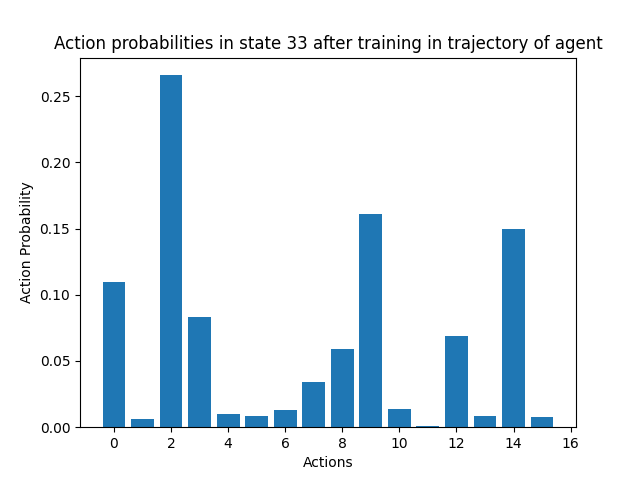 Action probabilities in state 33 after training in trajectory of agent
Action Probability
0.25
0.20
0.15
0.10
0.05
0.00
0 2 4 6 8 10 12 14 16
Actions